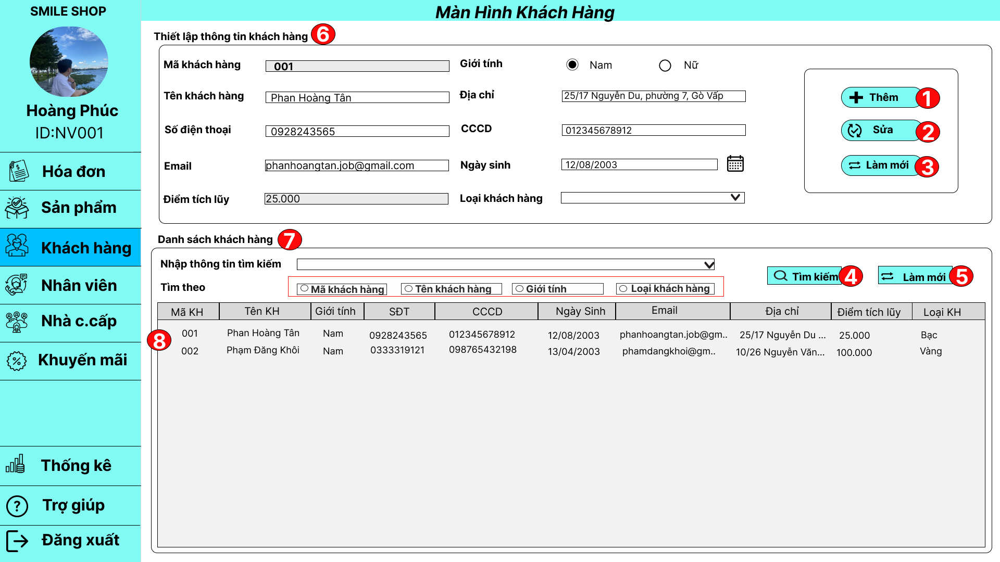 SMILE SHOP
Hoàng Phúc
ID:NV001
Hóa đơn
Sản phẩm
Khách hàng
Nhân viên
Nhà c.cấp
Khuyến mãi
Thống kê
Trợ giúp
Đăng xuất
Màn Hình Khách Hàng
Thiết lập thông tin khách hàng 6
Mã khách hàng 001 Giới tính Nam Nữ
Tên khách hàng Phan Hoàng Tân Địa chỉ 25/17 Nguyễn Du, phường 7, Gò Vấp
Số điện thoại 0928243565 CCCD 012345678912
Email phanhoangtan.job@gmail.com Ngày sinh 12/08/2003
Điểm tích lũy 25.000 Loại khách hàng
Thêm 1
Sửa 2
Làm mới 3
Danh sách khách hàng 7
Nhập thông tin tìm kiếm
Tìm kiếm 4 Làm mới 5
Tìm theo Mã khách hàng Tên khách hàng Giới tính Loại khách hàng
Mã KH Tên KH Giới tính SĐT CCCD Ngày Sinh Email Địa chỉ Điểm tích lũy Loại KH
8 001 Phan Hoàng Tân Nam 0928243565 012345678912 12/08/2003 phanhoangtan.job@gm.. 25/17 Nguyễn Du ... 25.000 Bạc
002 Phạm Đăng Khôi Nam 0333319121 098765432198 13/04/2003 phamdangkhoi@gm.. 10/26 Nguyễn Văn... 100.000 Vàng